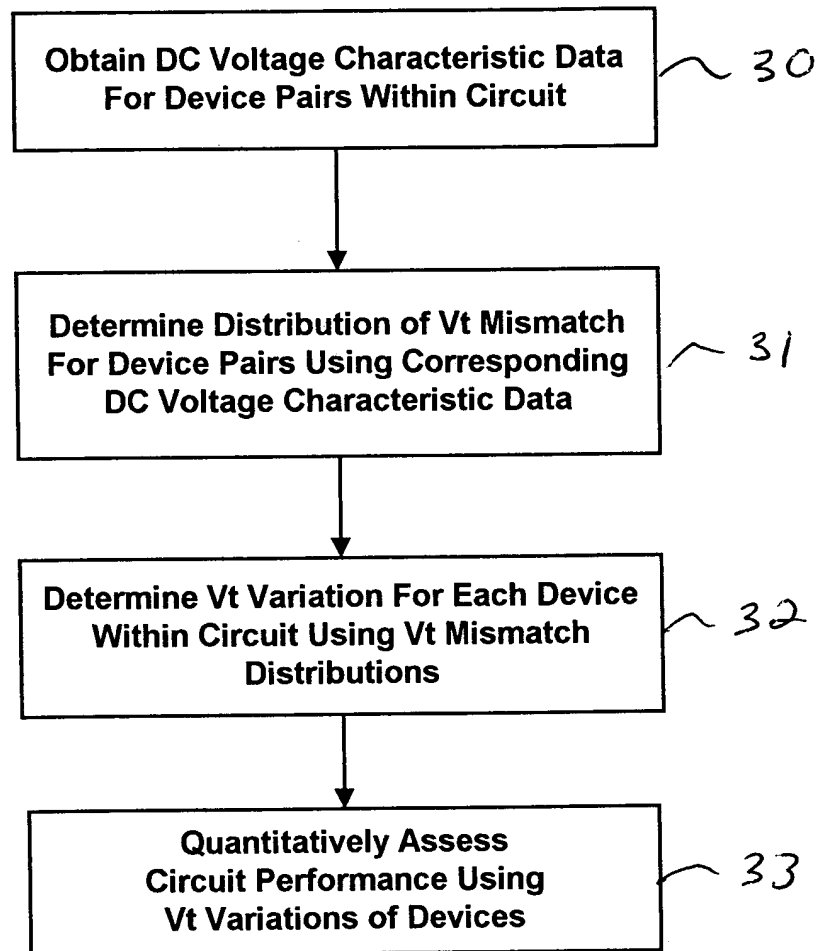 Obtain DC Voltage Characteristic Data
For Device Pairs Within Circuit
30
Determine Distribution of Vt Mismatch
For Device Pairs Using Corresponding
DC Voltage Characteristic Data
31
Determine Vt Variation For Each Device
Within Circuit Using Vt Mismatch
Distributions
32
Quantitatively Assess
Circuit Performance Using
Vt Variations of Devices
33